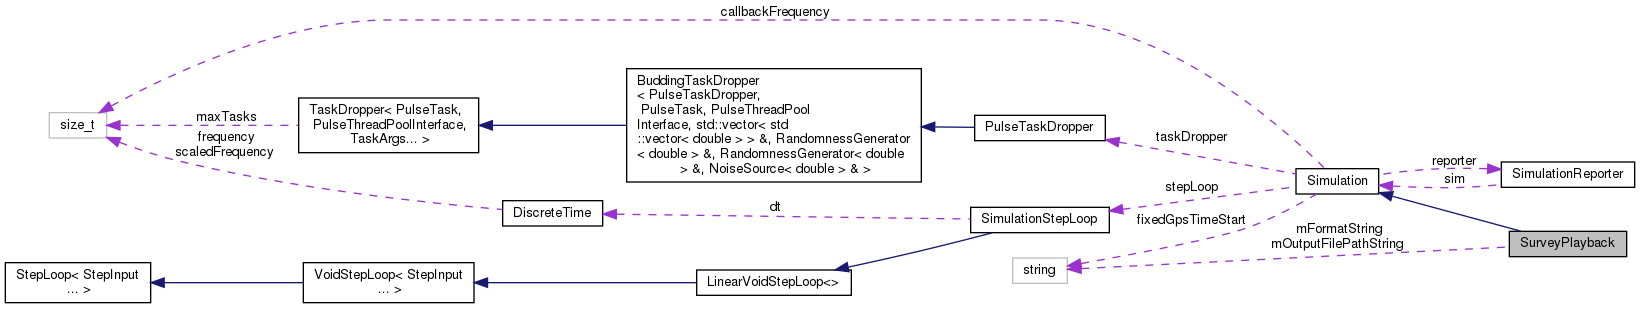 callbackFrequency
size_t
maxTasks
frequency
scaledFrequency
TaskDropper< PulseTask,
PulseThreadPoolInterface,
TaskArgs... >
BuddingTaskDropper
< PulseTaskDropper,
PulseTask, PulseThreadPool
Interface, std::vector< std
::vector< double > > &, RandomnessGenerator
< double > &, RandomnessGenerator< double
> &, NoiseSource< double > & >
PulseTaskDropper
taskDropper
Simulation
reporter
sim
SimulationReporter
stepLoop
DiscreteTime
dt
SimulationStepLoop
fixedGpsTimeStart
mFormatString
mOutputFilePathString
SurveyPlayback
string
StepLoop< StepInput
... >
VoidStepLoop< StepInput
... >
LinearVoidStepLoop<>